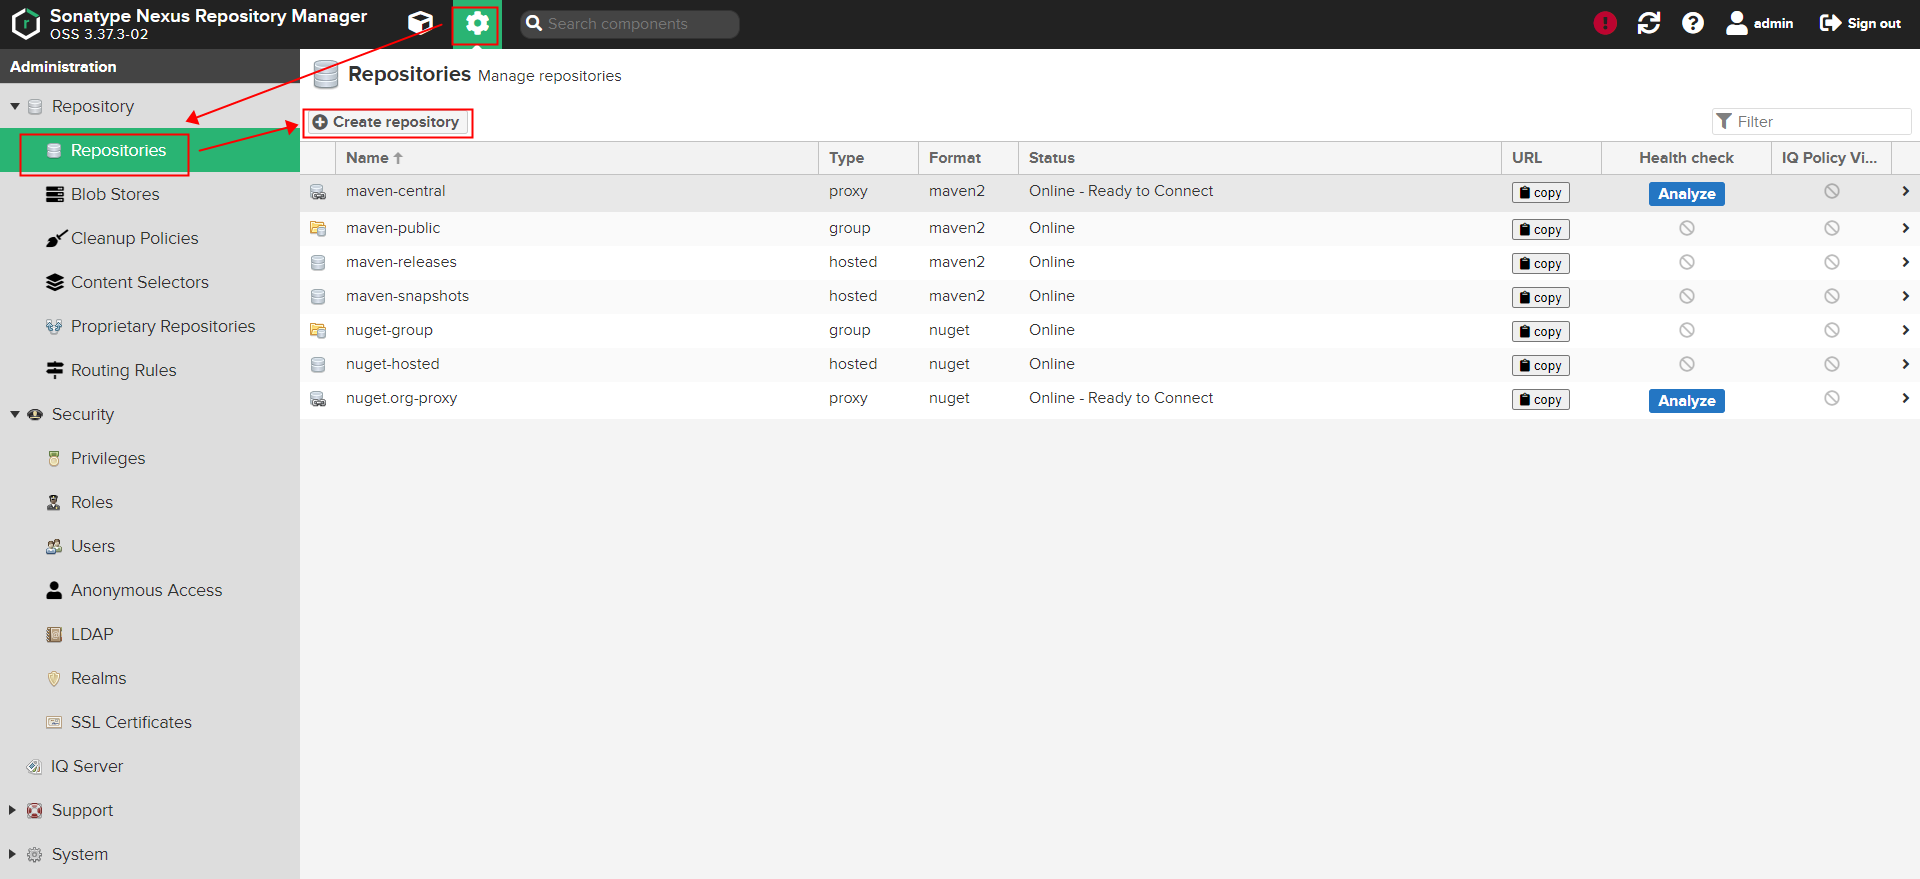 Sonatype Nexus Repository Manager
OSS 3.37.3-02
Search components
admin
Sign out
Administration
Repository
Repositories
Blob Stores
Cleanup Policies
Content Selectors
Proprietary Repositories
Routing Rules
Security
Privileges
Roles
Users
Anonymous Access
LDAP
Realms
SSL Certificates
IQ Server
Support
System
Repositories Manage repositories
Create repository
Filter
Name Type Format Status URL Health check IQ Policy Vi...
maven-central proxy maven2 Online - Ready to Connect copy Analyze
maven-public group maven2 Online copy
maven-releases hosted maven2 Online copy
maven-snapshots hosted maven2 Online copy
nuget-group group nuget Online copy
nuget-hosted hosted nuget Online copy
nuget.org-proxy proxy nuget Online - Ready to Connect copy Analyze